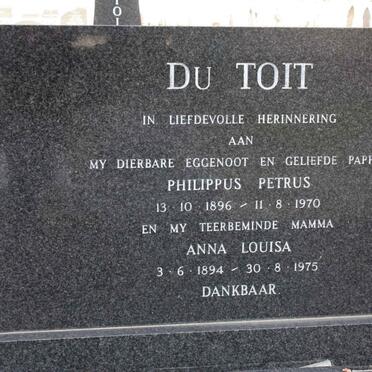 DU TOIT
IN LIEFDEVOLLE HERINNERING
AAN
MY DIERBARE EGGENOOT EN GELIEFDE
PHILIPPUS PETRUS
13 · 10 · 1896 – 11 · 8 · 1970
EN MY TEERBEMINDE MAMMA
ANNA LOUISA
3 · 6 · 1894 – 30 · 8 · 1975
DANKBAAR